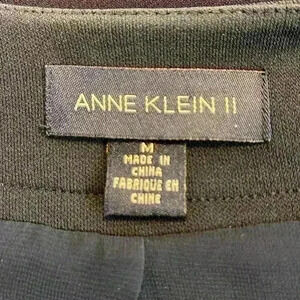 ANNE KLEIN II
M
MADE IN
CHINA
FABRIQUE EN
CHINE